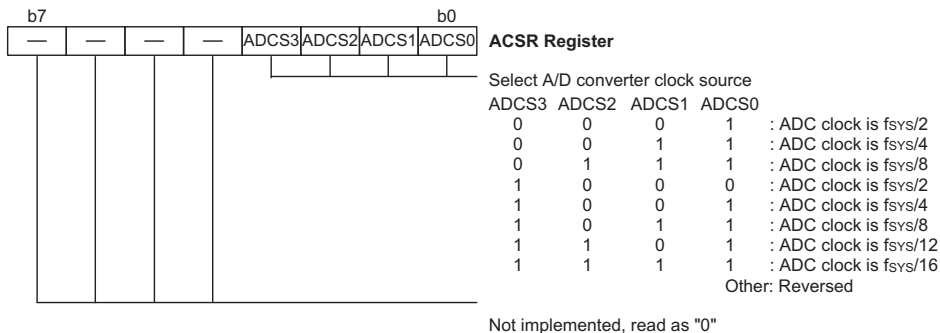 b7 b0
— — — — ADCS3 ADCS2 ADCS1 ADCS0 ACSR Register
Select A/D converter clock source
ADCS3 ADCS2 ADCS1 ADCS0
0 0 0 1 : ADC clock is fSYS/2
0 0 1 1 : ADC clock is fSYS/4
0 1 1 1 : ADC clock is fSYS/8
1 0 0 0 : ADC clock is fSYS/2
1 0 0 1 : ADC clock is fSYS/4
1 0 1 1 : ADC clock is fSYS/8
1 1 0 1 : ADC clock is fSYS/12
1 1 1 1 : ADC clock is fSYS/16
Other: Reversed
Not implemented, read as "0"